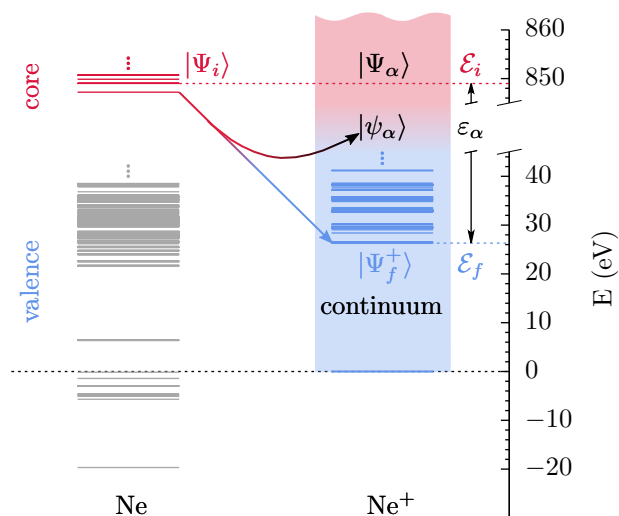 860
|Ψ_i⟩
|Ψ_α⟩
ℰ_i
850
core
|ψ_α⟩
ε_α
40
30
|Ψ_f^+⟩
ℰ_f
20
valence
continuum
E (eV)
10
0
−10
−20
Ne
Ne⁺